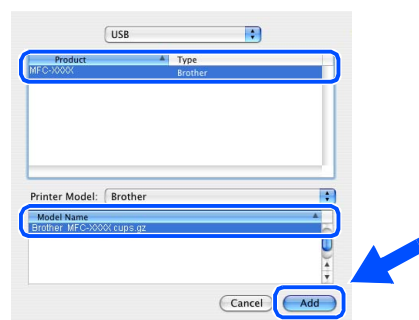 USB
Product Type
MFC-XXXX Brother
Printer Model: Brother
Model Name
Brother MFC-XXXX cups.gz
Cancel Add